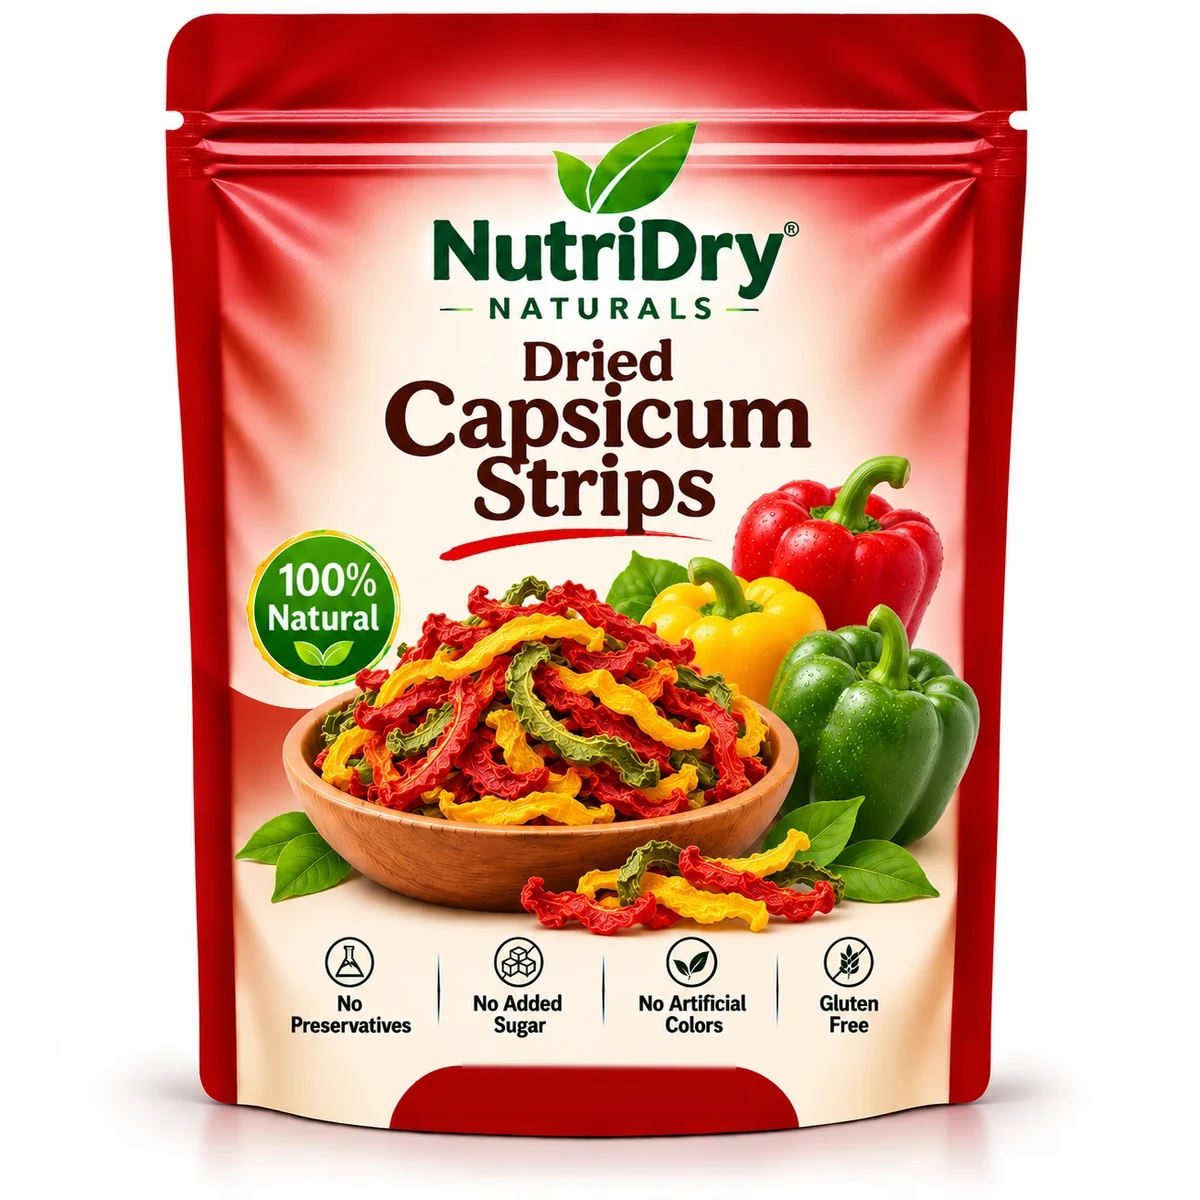 NutriDry®
NATURALS
Dried
Capsicum
Strips
100%
Natural
No
Preservatives
No Added
Sugar
No Artificial
Colors
Gluten
Free